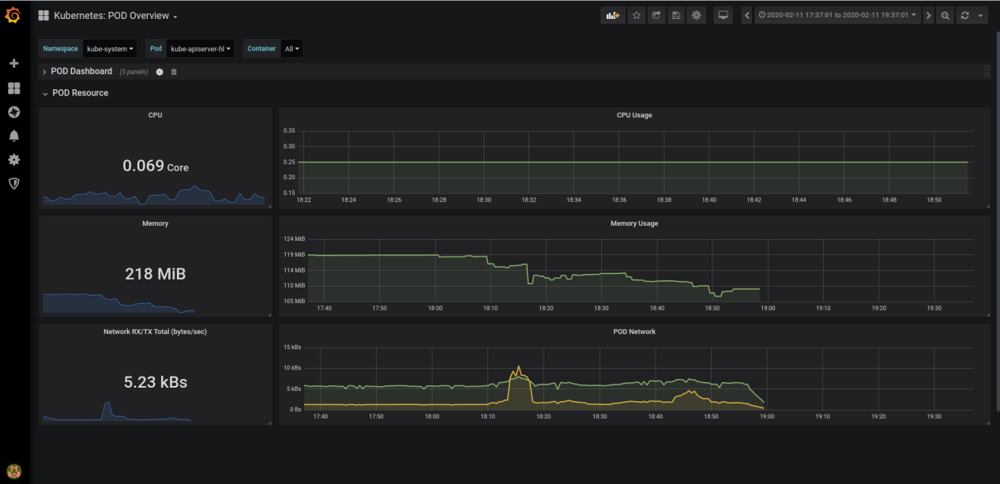 Kubernetes: POD Overview
2020-02-11 17:37:01 to 2020-02-11 19:37:01
Namespace kube-system Pod kube-apiserver-hl Container All
POD Dashboard (3 panels)
POD Resource
CPU
0.069 Core
CPU Usage
0.35
0.30
0.25
0.20
0.15
18:22 18:24 18:26 18:28 18:30 18:32 18:34 18:36 18:38 18:40 18:42 18:44 18:46 18:48 18:50
Memory
218 MiB
Memory Usage
124 MiB
119 MiB
114 MiB
110 MiB
105 MiB
17:40 17:50 18:00 18:10 18:20 18:30 18:40 18:50 19:00 19:10 19:20 19:30
Network RX/TX Total (bytes/sec)
5.23 kBs
POD Network
15 kBs
10 kBs
5 kBs
0 Bs
17:40 17:50 18:00 18:10 18:20 18:30 18:40 18:50 19:00 19:10 19:20 19:30